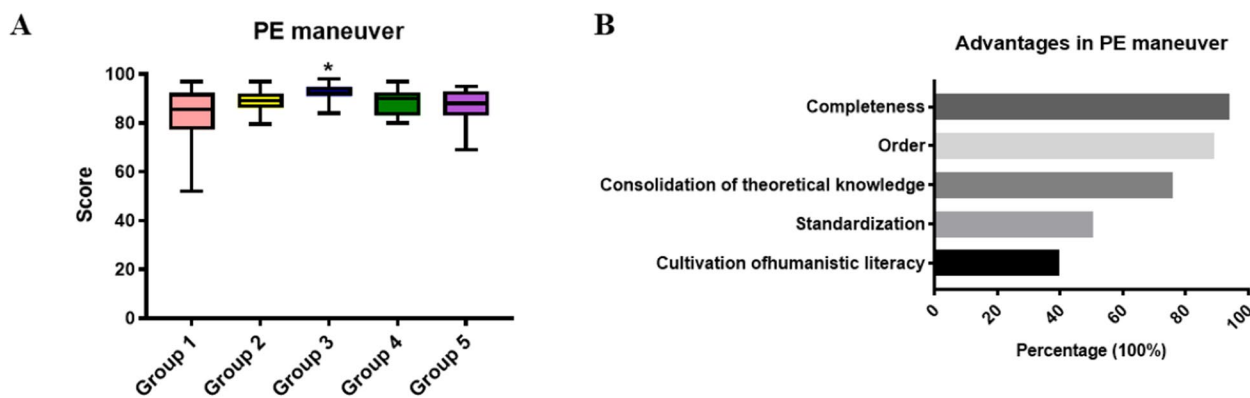 A
PE maneuver
*
Score
100
80
60
40
20
0
Group 1
Group 2
Group 3
Group 4
Group 5
B
Advantages in PE maneuver
Completeness
Order
Consolidation of theoretical knowledge
Standardization
Cultivation ofhumanistic literacy
0
20
40
60
80
100
Percentage (100%)